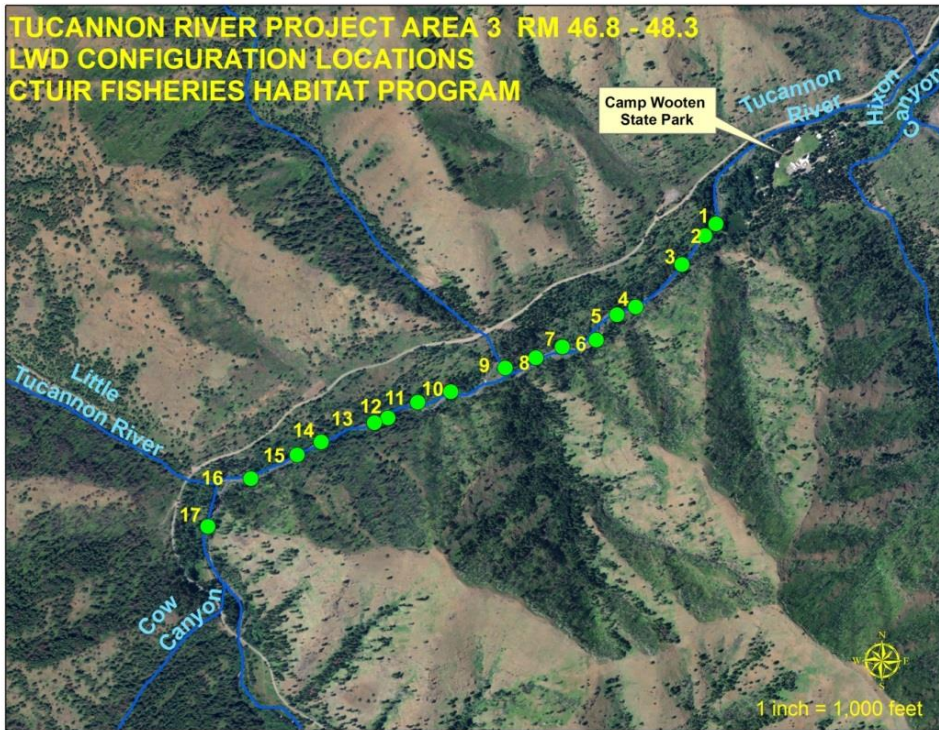 TUCANNON RIVER PROJECT AREA 3 RM 46.8 - 48.3
LWD CONFIGURATION LOCATIONS
CTUIR FISHERIES HABITAT PROGRAM
Camp Wooten
State Park
Tucannon
River
Hixon
Canyon
1
2
3
4
5
6
7
8
9
10
11
12
13
14
15
16
17
Little
Tucannon River
Cow
Canyon
N
W
E
S
1 inch = 1,000 feet